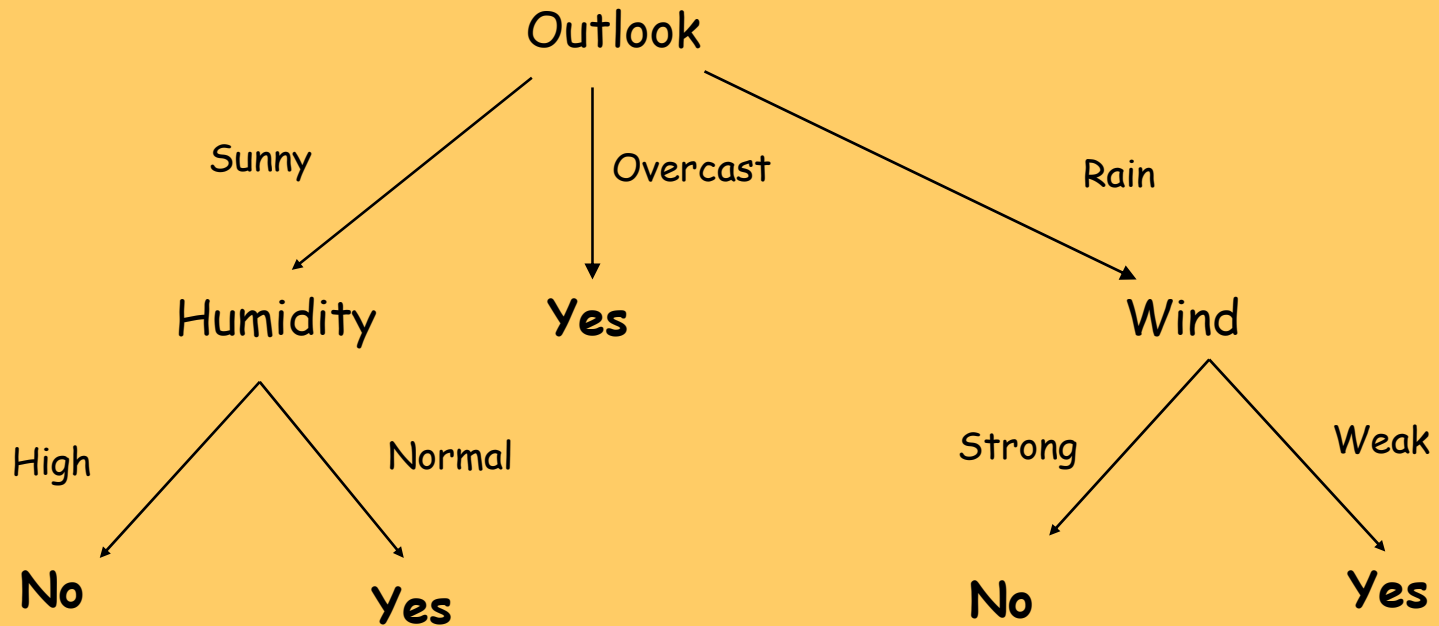 Outlook
Sunny
Overcast
Rain
Humidity
Yes
Wind
High
Normal
Strong
Weak
No
Yes
No
Yes